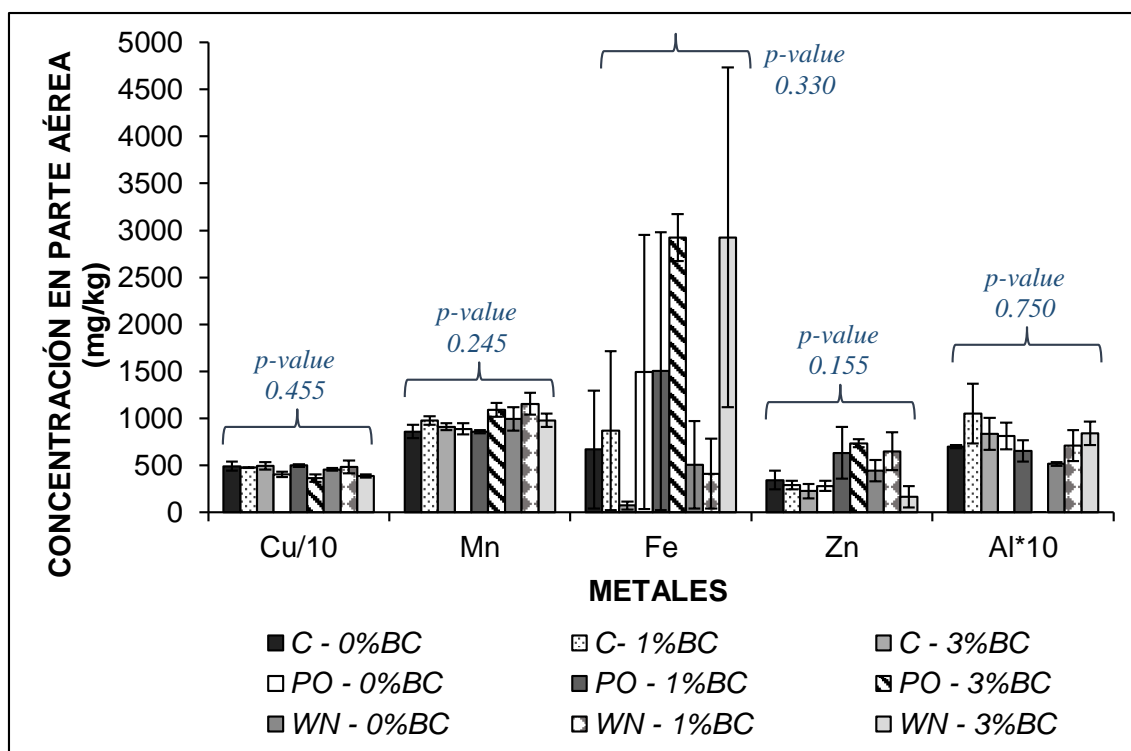 CONCENTRACIÓN EN PARTE AÉREA
(mg/kg)
5000
4500
4000
3500
3000
2500
2000
1500
1000
500
0
p-value
0.455
p-value
0.245
p-value
0.330
p-value
0.155
p-value
0.750
Cu/10 Mn Fe Zn Al*10
METALES
C - 0%BC C- 1%BC C - 3%BC
PO - 0%BC PO - 1%BC PO - 3%BC
WN - 0%BC WN - 1%BC WN - 3%BC